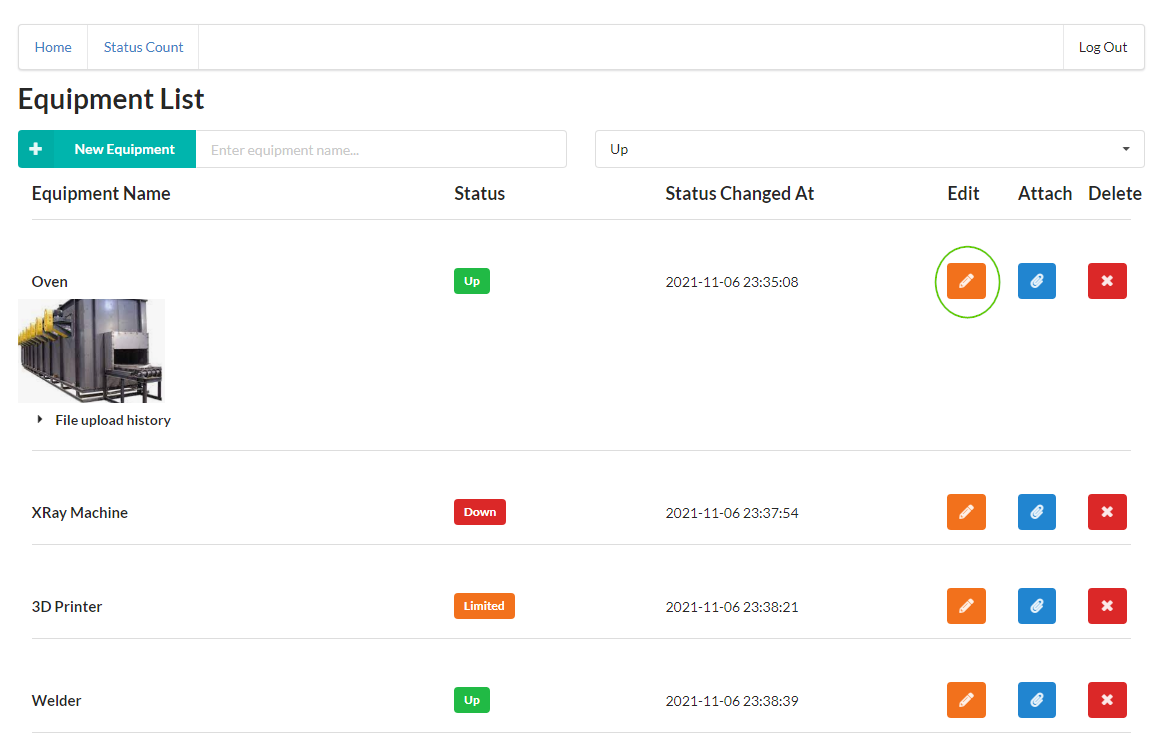 Home Status Count Log Out
Equipment List
New Equipment Enter equipment name... Up
Equipment Name Status Status Changed At Edit Attach Delete
Oven Up 2021-11-06 23:35:08
File upload history
XRay Machine Down 2021-11-06 23:37:54
3D Printer Limited 2021-11-06 23:38:21
Welder Up 2021-11-06 23:38:39